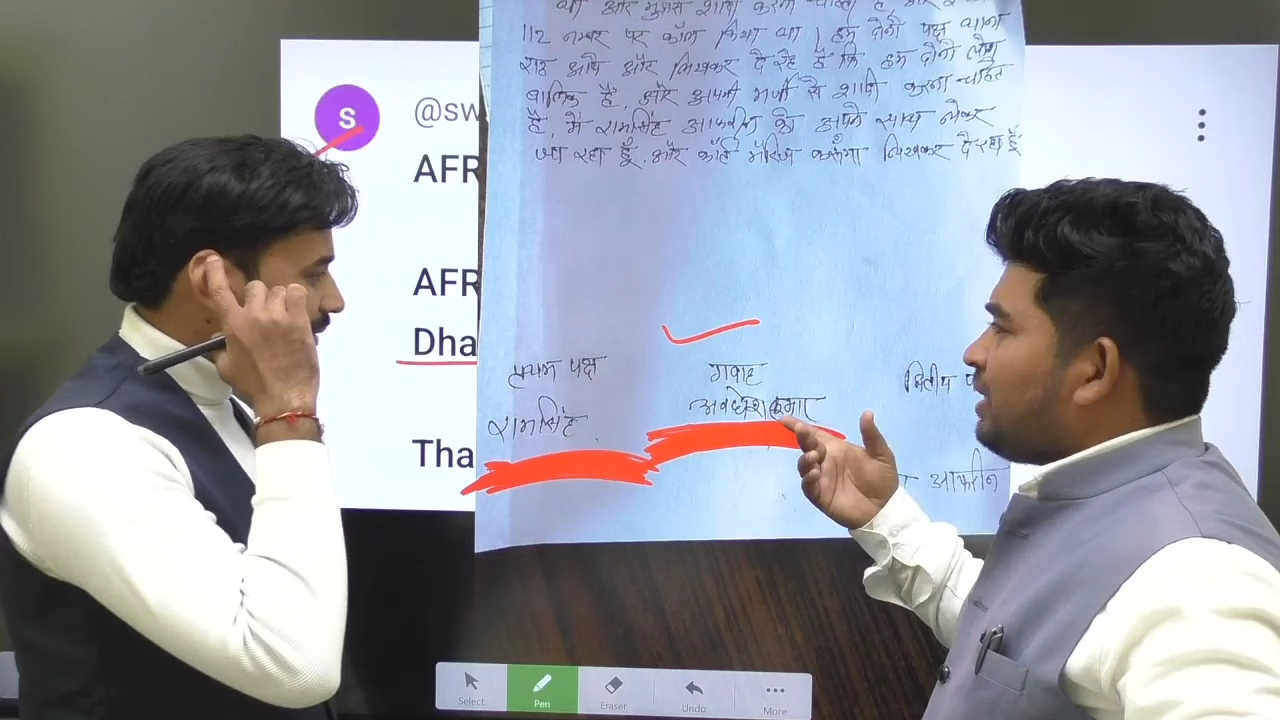 S
@sw
AFR
AFR
Dha
Tha
112 नम्बर पर कॉल किया था। हम दोनों पक्ष थाना
आये और लिखकर दे रहे हैं कि हम दोनों लोग
बालिक हैं, और अपनी मर्जी से शादी करना चाहते
हैं, मैं रामसिंह आफरीन को अपने साथ लेकर
जा रहा हूँ, और कोर्ट मैरिज करूँगा लिखकर दे रहा हूँ
प्रथम पक्ष
गवाह
द्वितीय प
रामसिंह
अवधेश कुमार
आफरीन
Select
Pen
Eraser
Undo
More